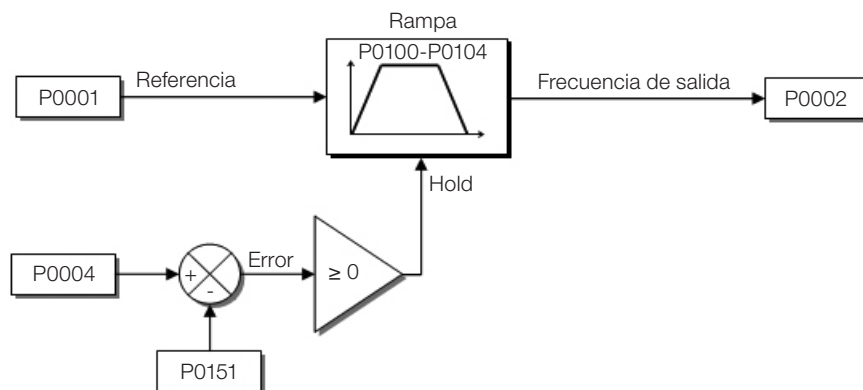 Rampa
P0100-P0104
P0001
Referencia
Frecuencia de salida
P0002
Hold
P0004
+
-
Error
≥ 0
P0151